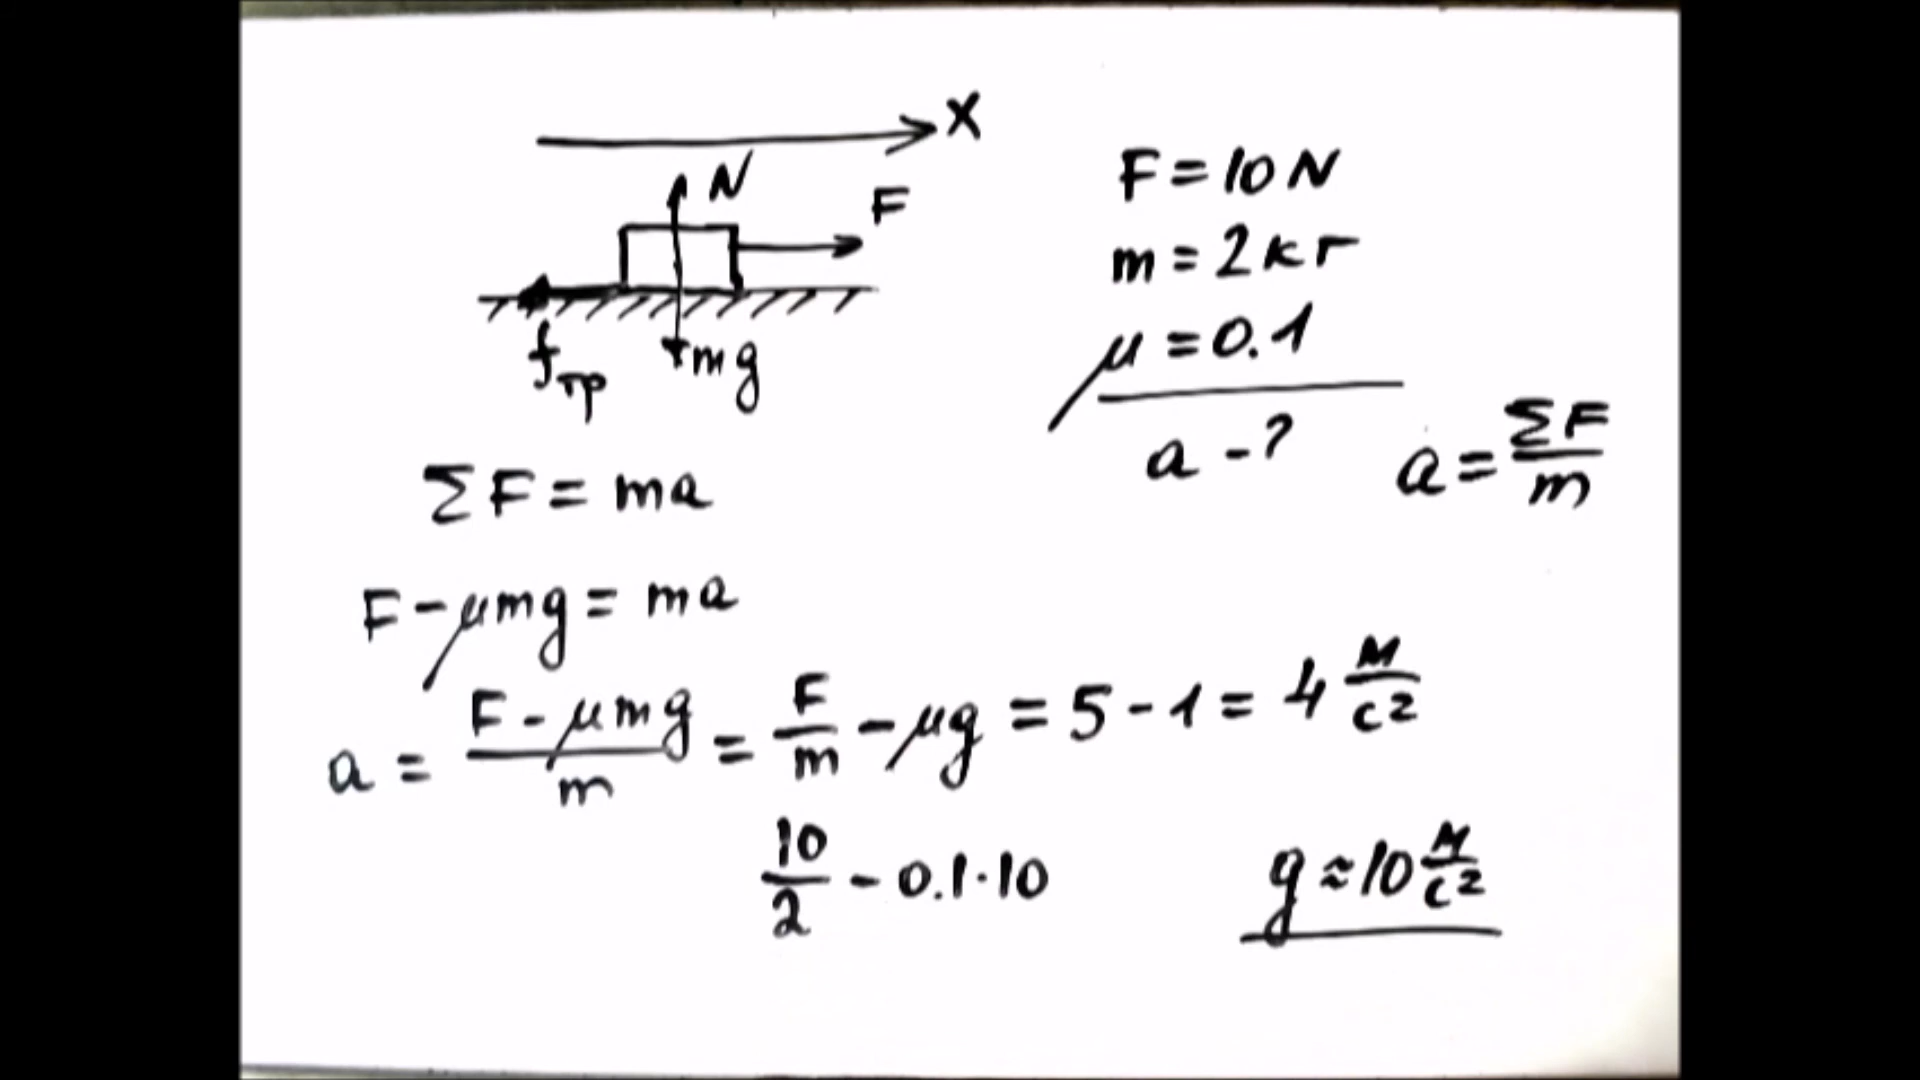 X
N
F
fтр
mg
F = 10 N
m = 2 кг
μ = 0.1
a - ?
a = ΣF/m
ΣF = ma
F - μmg = ma
a = (F - μmg)/m = F/m - μg = 5 - 1 = 4 м/с²
10/2 - 0.1·10
g ≈ 10 м/с²